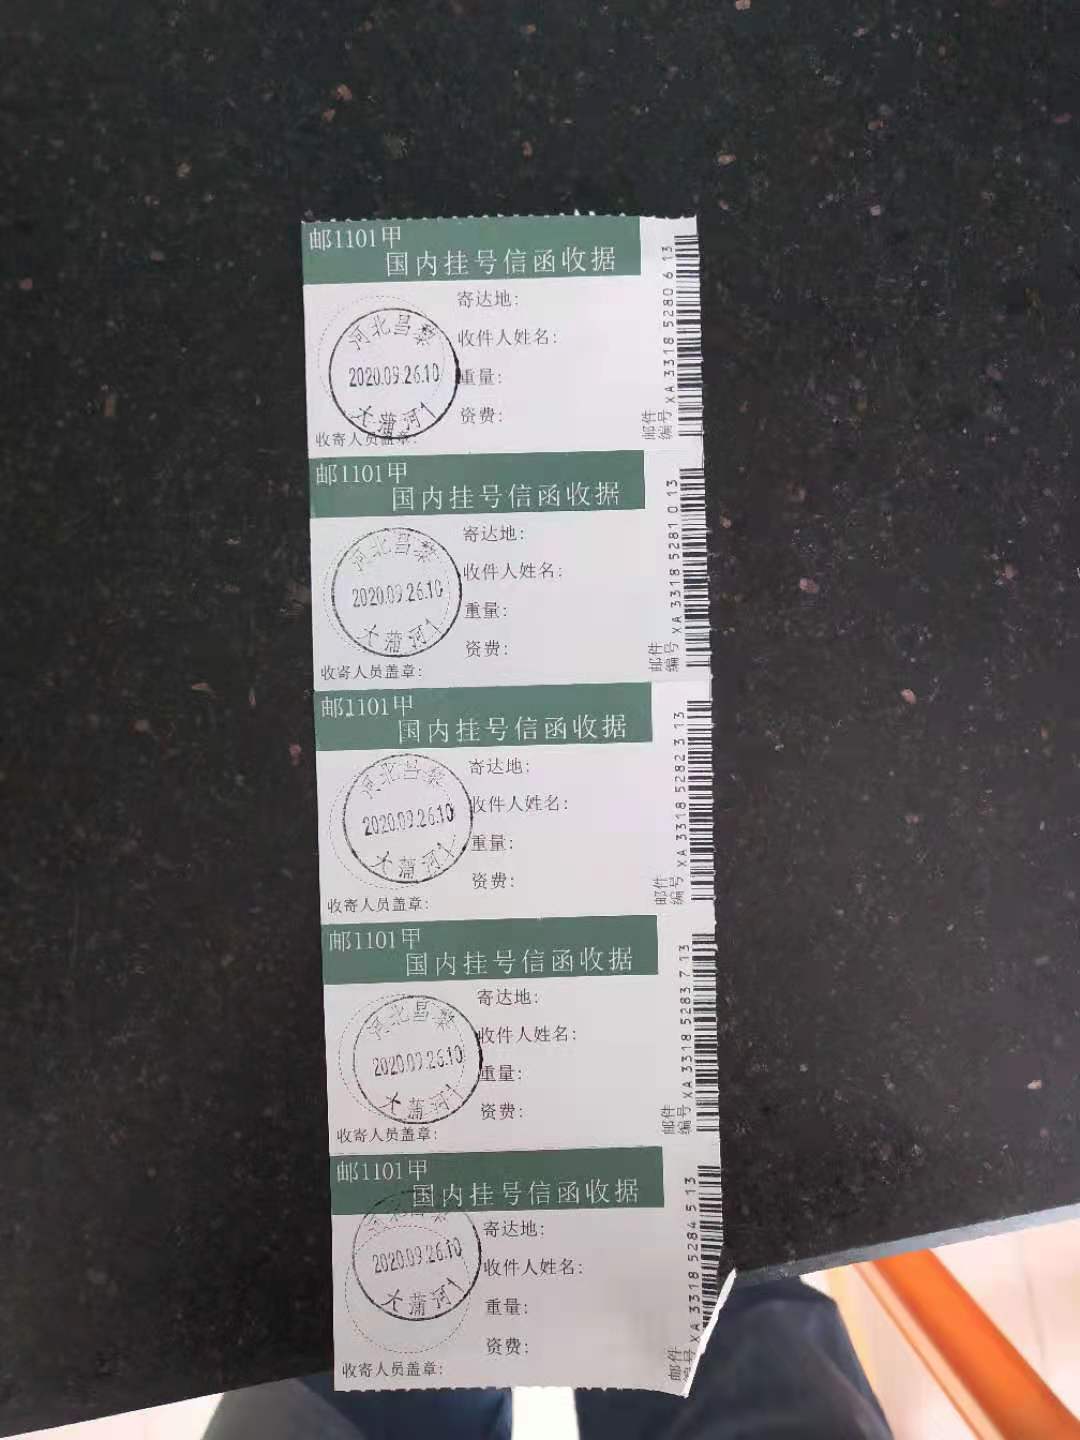 邮1101甲
国内挂号信函收据
寄达地：
收件人姓名：
重量：
资费：
收寄人员盖章：
河北昌黎
2020.09.26.10
大蒲河1
邮件编号 XA 3318 5280 6 13
邮1101甲
国内挂号信函收据
寄达地：
收件人姓名：
重量：
资费：
收寄人员盖章：
河北昌黎
2020.09.26.10
大蒲河1
邮件编号 XA 3318 5281 0 13
邮1101甲
国内挂号信函收据
寄达地：
收件人姓名：
重量：
资费：
收寄人员盖章：
河北昌黎
2020.09.26.10
大蒲河1
邮件编号 XA 3318 5282 3 13
邮1101甲
国内挂号信函收据
寄达地：
收件人姓名：
重量：
资费：
收寄人员盖章：
河北昌黎
2020.09.26.10
大蒲河1
邮件编号 XA 3318 5283 7 13
邮1101甲
国内挂号信函收据
寄达地：
收件人姓名：
重量：
资费：
收寄人员盖章：
2020.09.26.10
大蒲河1
邮件编号 XA 3318 5284 5 13